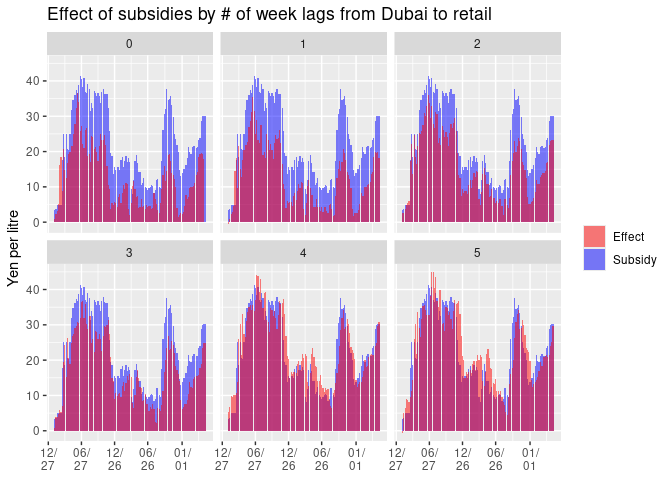 Effect of subsidies by # of week lags from Dubai to retail
0 1 2
40
30
20
10
0
3 4 5
40
30
20
10
0
Yen per litre
12/ 06/ 12/ 06/ 01/ 12/ 06/ 12/ 06/ 01/ 12/ 06/ 12/ 06/ 01/
27 27 26 26 01 27 27 26 26 01 27 27 26 26 01
Effect
Subsidy